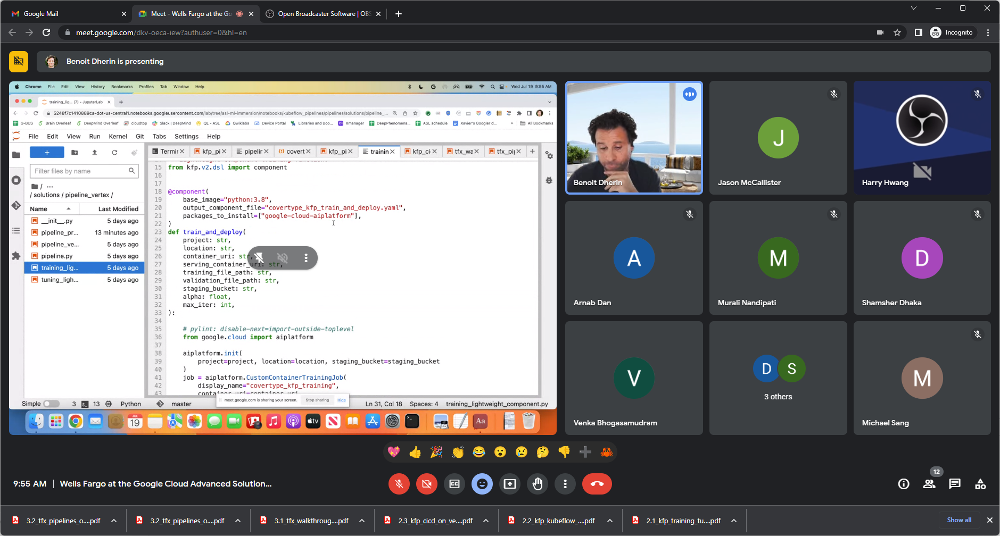 Google Mail
Meet - Wells Fargo at the Go
Open Broadcaster Software | OBS
meet.google.com/dkv-oeca-iew?authuser=0&hl=en
Incognito
Benoit Dherin is presenting
Chrome File Edit View History Bookmarks Profiles Tab Window Help
Wed Jul 19 9:55 AM
training_lig... (7) - JupyterLab
5248f7c1410889ca-dot-us-central1.notebooks.googleusercontent.com/lab/tree/asl-ml-immersion/notebooks/kubeflow_pipelines/pipelines/solutions/pipeline_...
G-BUS Brain Overleaf DeepMind Overleaf cloudtop Slack | DeepMind QL - ASL Qwiklabs Device Portal Libraries and Boo... Xmanager DeepPhenomena... ASL schedule Xavier's Googler d... » All Bookmarks
File Edit View Run Kernel Git Tabs Settings Help
Termin kfp_pi pipelin covert kfp_pi trainin kfp_ci tfx_wa tfx_pip
Filter files by name
/ ...
/ solutions / pipeline_vertex /
Name Last Modified
__init__.py 5 days ago
pipeline_pr... 13 minutes ago
pipeline_ve... 5 days ago
pipeline.py 5 days ago
training_lig... 5 days ago
tuning_ligh... 5 days ago
15 from kfp.v2.dsl import component
16
17
18 @component(
19 base_image="python:3.8",
20 output_component_file="covertype_kfp_train_and_deploy.yaml",
21 packages_to_install=["google-cloud-aiplatform"],
22 )
23 def train_and_deploy(
24 project: str,
25 location: str,
26 container_uri: str,
27 serving_container_uri: str,
28 training_file_path: str,
29 validation_file_path: str,
30 staging_bucket: str,
31 alpha: float,
32 max_iter: int,
33 ):
34
35 # pylint: disable-next=import-outside-toplevel
36 from google.cloud import aiplatform
37
38 aiplatform.init(
39 project=project, location=location, staging_bucket=staging_bucket
40 )
41 job = aiplatform.CustomContainerTrainingJob(
42 display_name="covertype_kfp_training",
43
meet.google.com is sharing your screen. Stop sharing Hide
Simple 3 13 Python master Ln 31, Col 18 Spaces: 4 training_lightweight_component.py
JUL
19
tv
Aa
Benoit Dherin
J
Jason McCallister
Harry Hwang
A
Arnab Dan
M
Murali Nandipati
D
Shamsher Dhaka
V
Venka Bhogasamudram
D S
3 others
M
Michael Sang
9:55 AM | Wells Fargo at the Google Cloud Advanced Solution...
CC
12
3.2_tfx_pipelines_o....pdf
3.2_tfx_pipelines_o....pdf
3.1_tfx_walkthroug....pdf
2.3_kfp_cicd_on_ve....pdf
2.2_kfp_kubeflow_....pdf
2.1_kfp_training_tu....pdf
Show all